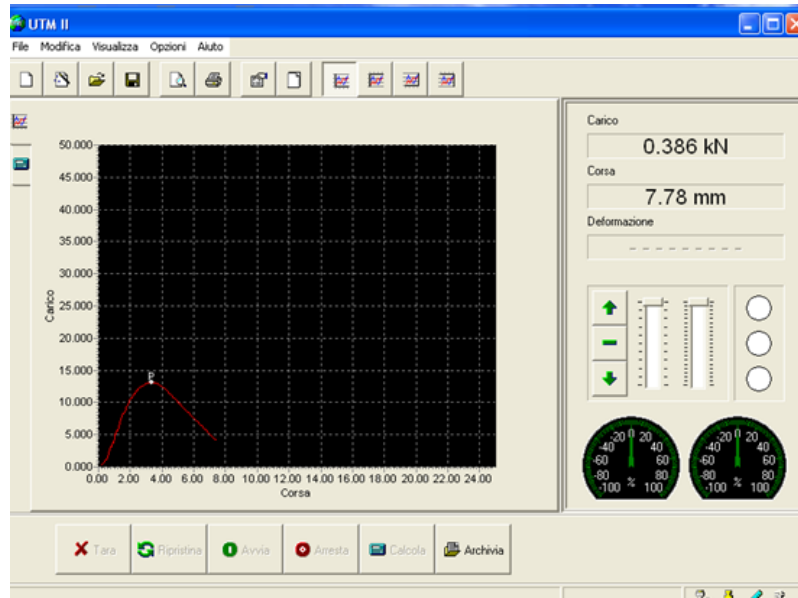 UTM II
File Modifica Visualizza Opzioni Aiuto
Carico
0.386 kN
Corsa
7.78 mm
Deformazione
- - - - - - - - -
50.000
45.000
40.000
35.000
30.000
25.000
20.000
15.000
10.000
5.000
0.000
Carico
P
0.00 2.00 4.00 6.00 8.00 10.00 12.00 14.00 16.00 18.00 20.00 22.00 24.00
Corsa
-20 0 20
-40 40
-60 60
-80 80
-100 % 100
-20 0 20
-40 40
-60 60
-80 80
-100 % 100
Tara Ripristina Avvia Arresta Calcola Archivia